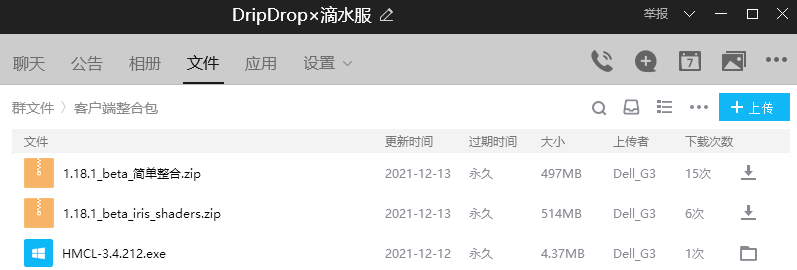 DripDrop×滴水服
举报
聊天 公告 相册 文件 应用 设置
7
群文件 〉客户端整合包
上传
文件 更新时间 过期时间 大小 上传者 下载次数
1.18.1_beta_简单整合.zip 2021-12-13 永久 497MB Dell_G3 15次
1.18.1_beta_iris_shaders.zip 2021-12-13 永久 514MB Dell_G3 6次
HMCL-3.4.212.exe 2021-12-12 永久 4.37MB Dell_G3 1次